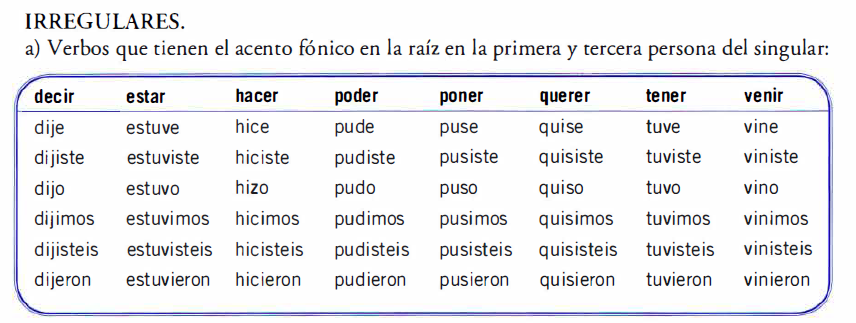 IRREGULARES.
a) Verbos que tienen el acento fónico en la raíz en la primera y tercera persona del singular:
decir estar hacer poder poner querer tener venir
dije estuve hice pude puse quise tuve vine
dijiste estuviste hiciste pudiste pusiste quisiste tuviste viniste
dijo estuvo hizo pudo puso quiso tuvo vino
dijimos estuvimos hicimos pudimos pusimos quisimos tuvimos vinimos
dijisteis estuvisteis hicisteis pudisteis pusisteis quisisteis tuvisteis vinisteis
dijeron estuvieron hicieron pudieron pusieron quisieron tuvieron vinieron